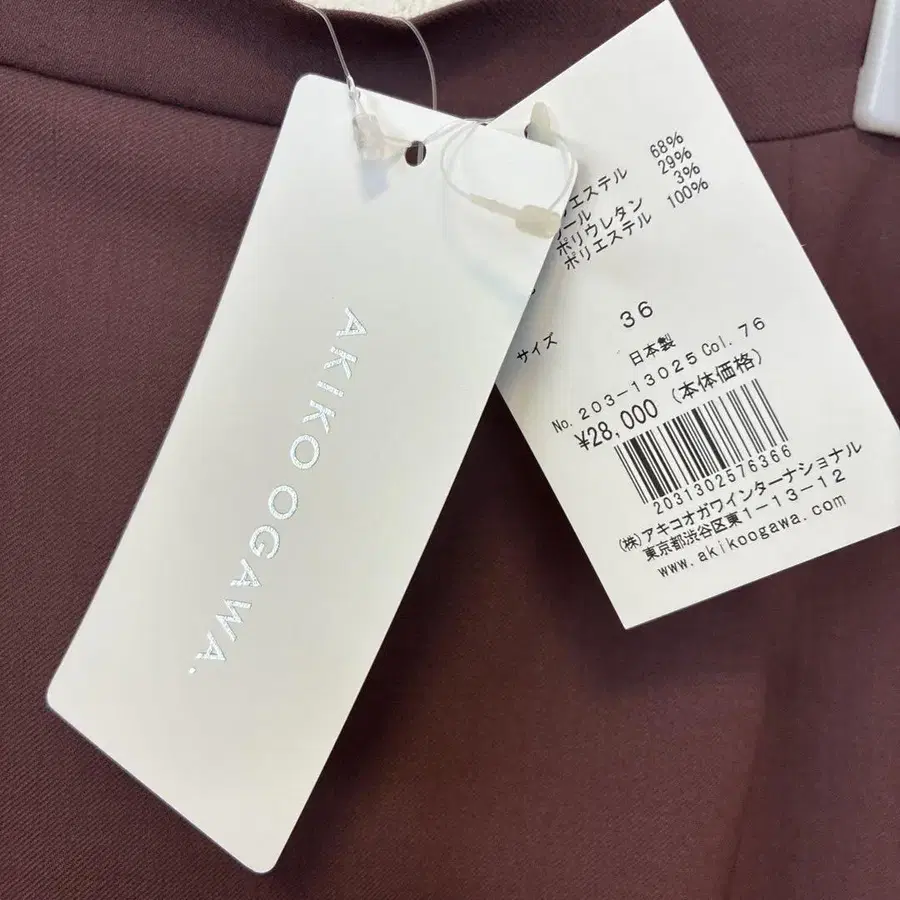 AKIKO OGAWA.
エステル 68%
ール 29%
ポリウレタン 3%
ポリエステル 100%
サイズ 36
日本製
No. 203-13025 Col. 76
¥28,000 (本体価格)
2031302576366
(株)アキコオガワインターナショナル
東京都渋谷区東1-13-12
www.akikoogawa.com